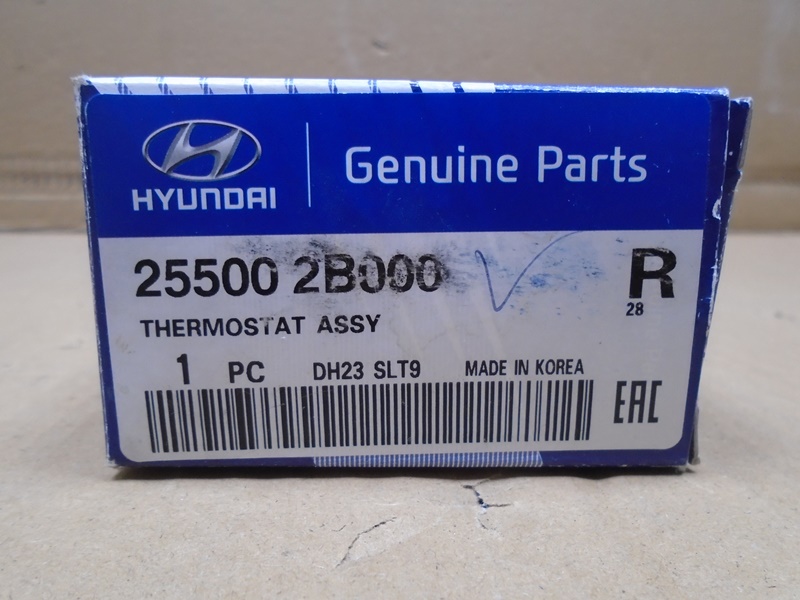 HYUNDAI
Genuine Parts
25500 2B000
R
28
THERMOSTAT ASSY
1 PC DH23 SLT9 MADE IN KOREA
EAC